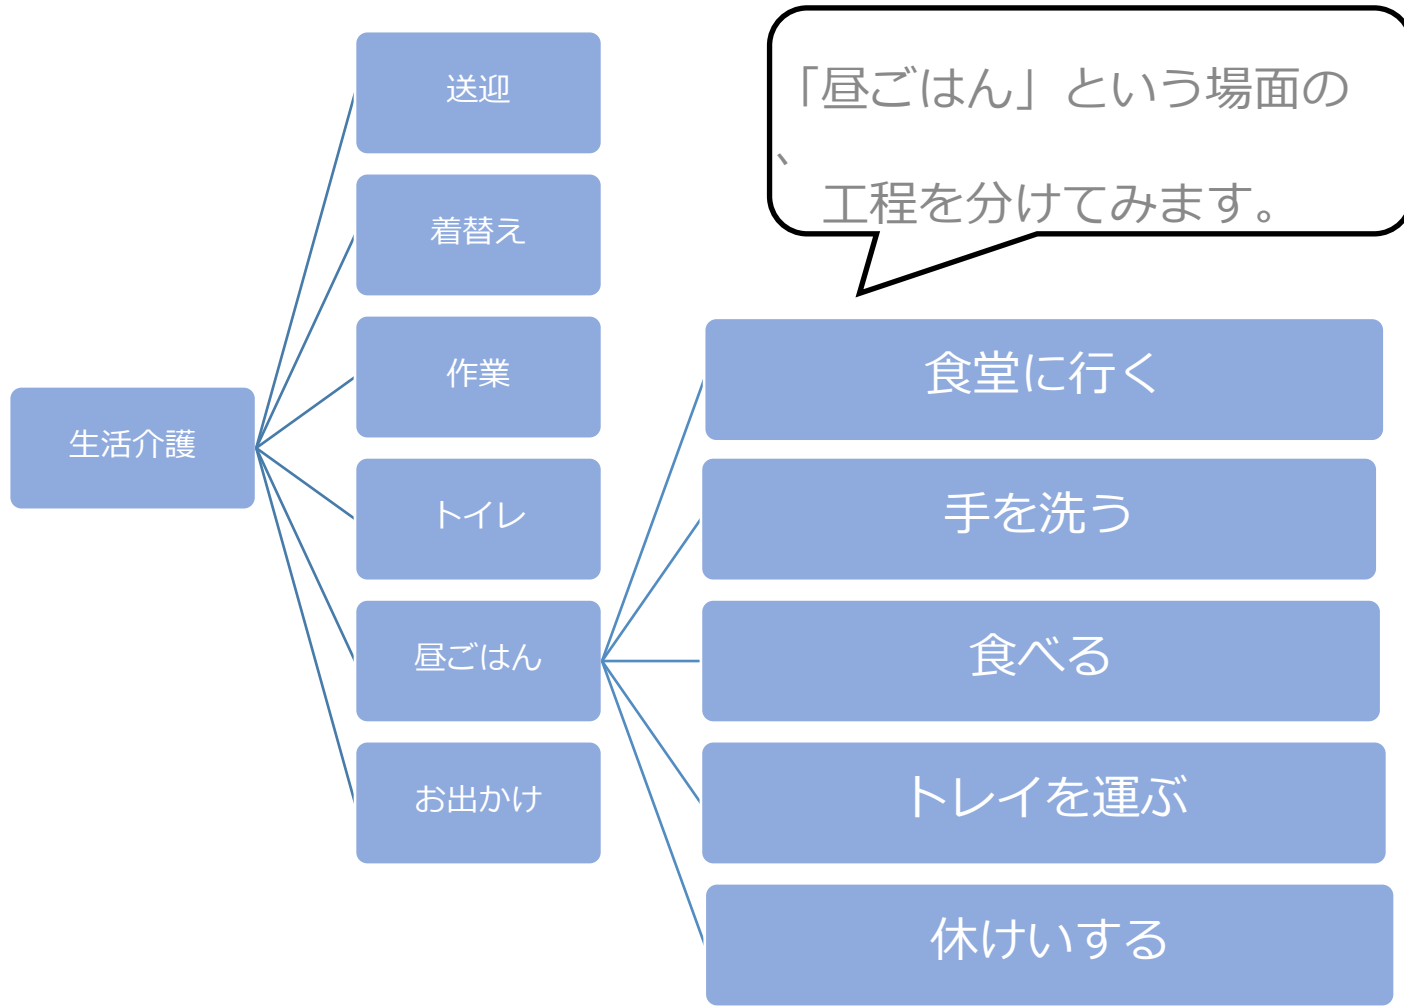 「昼ごはん」という場面の
、
工程を分けてみます。
生活介護
送迎
着替え
作業
トイレ
昼ごはん
お出かけ
食堂に行く
手を洗う
食べる
トレイを運ぶ
休けいする